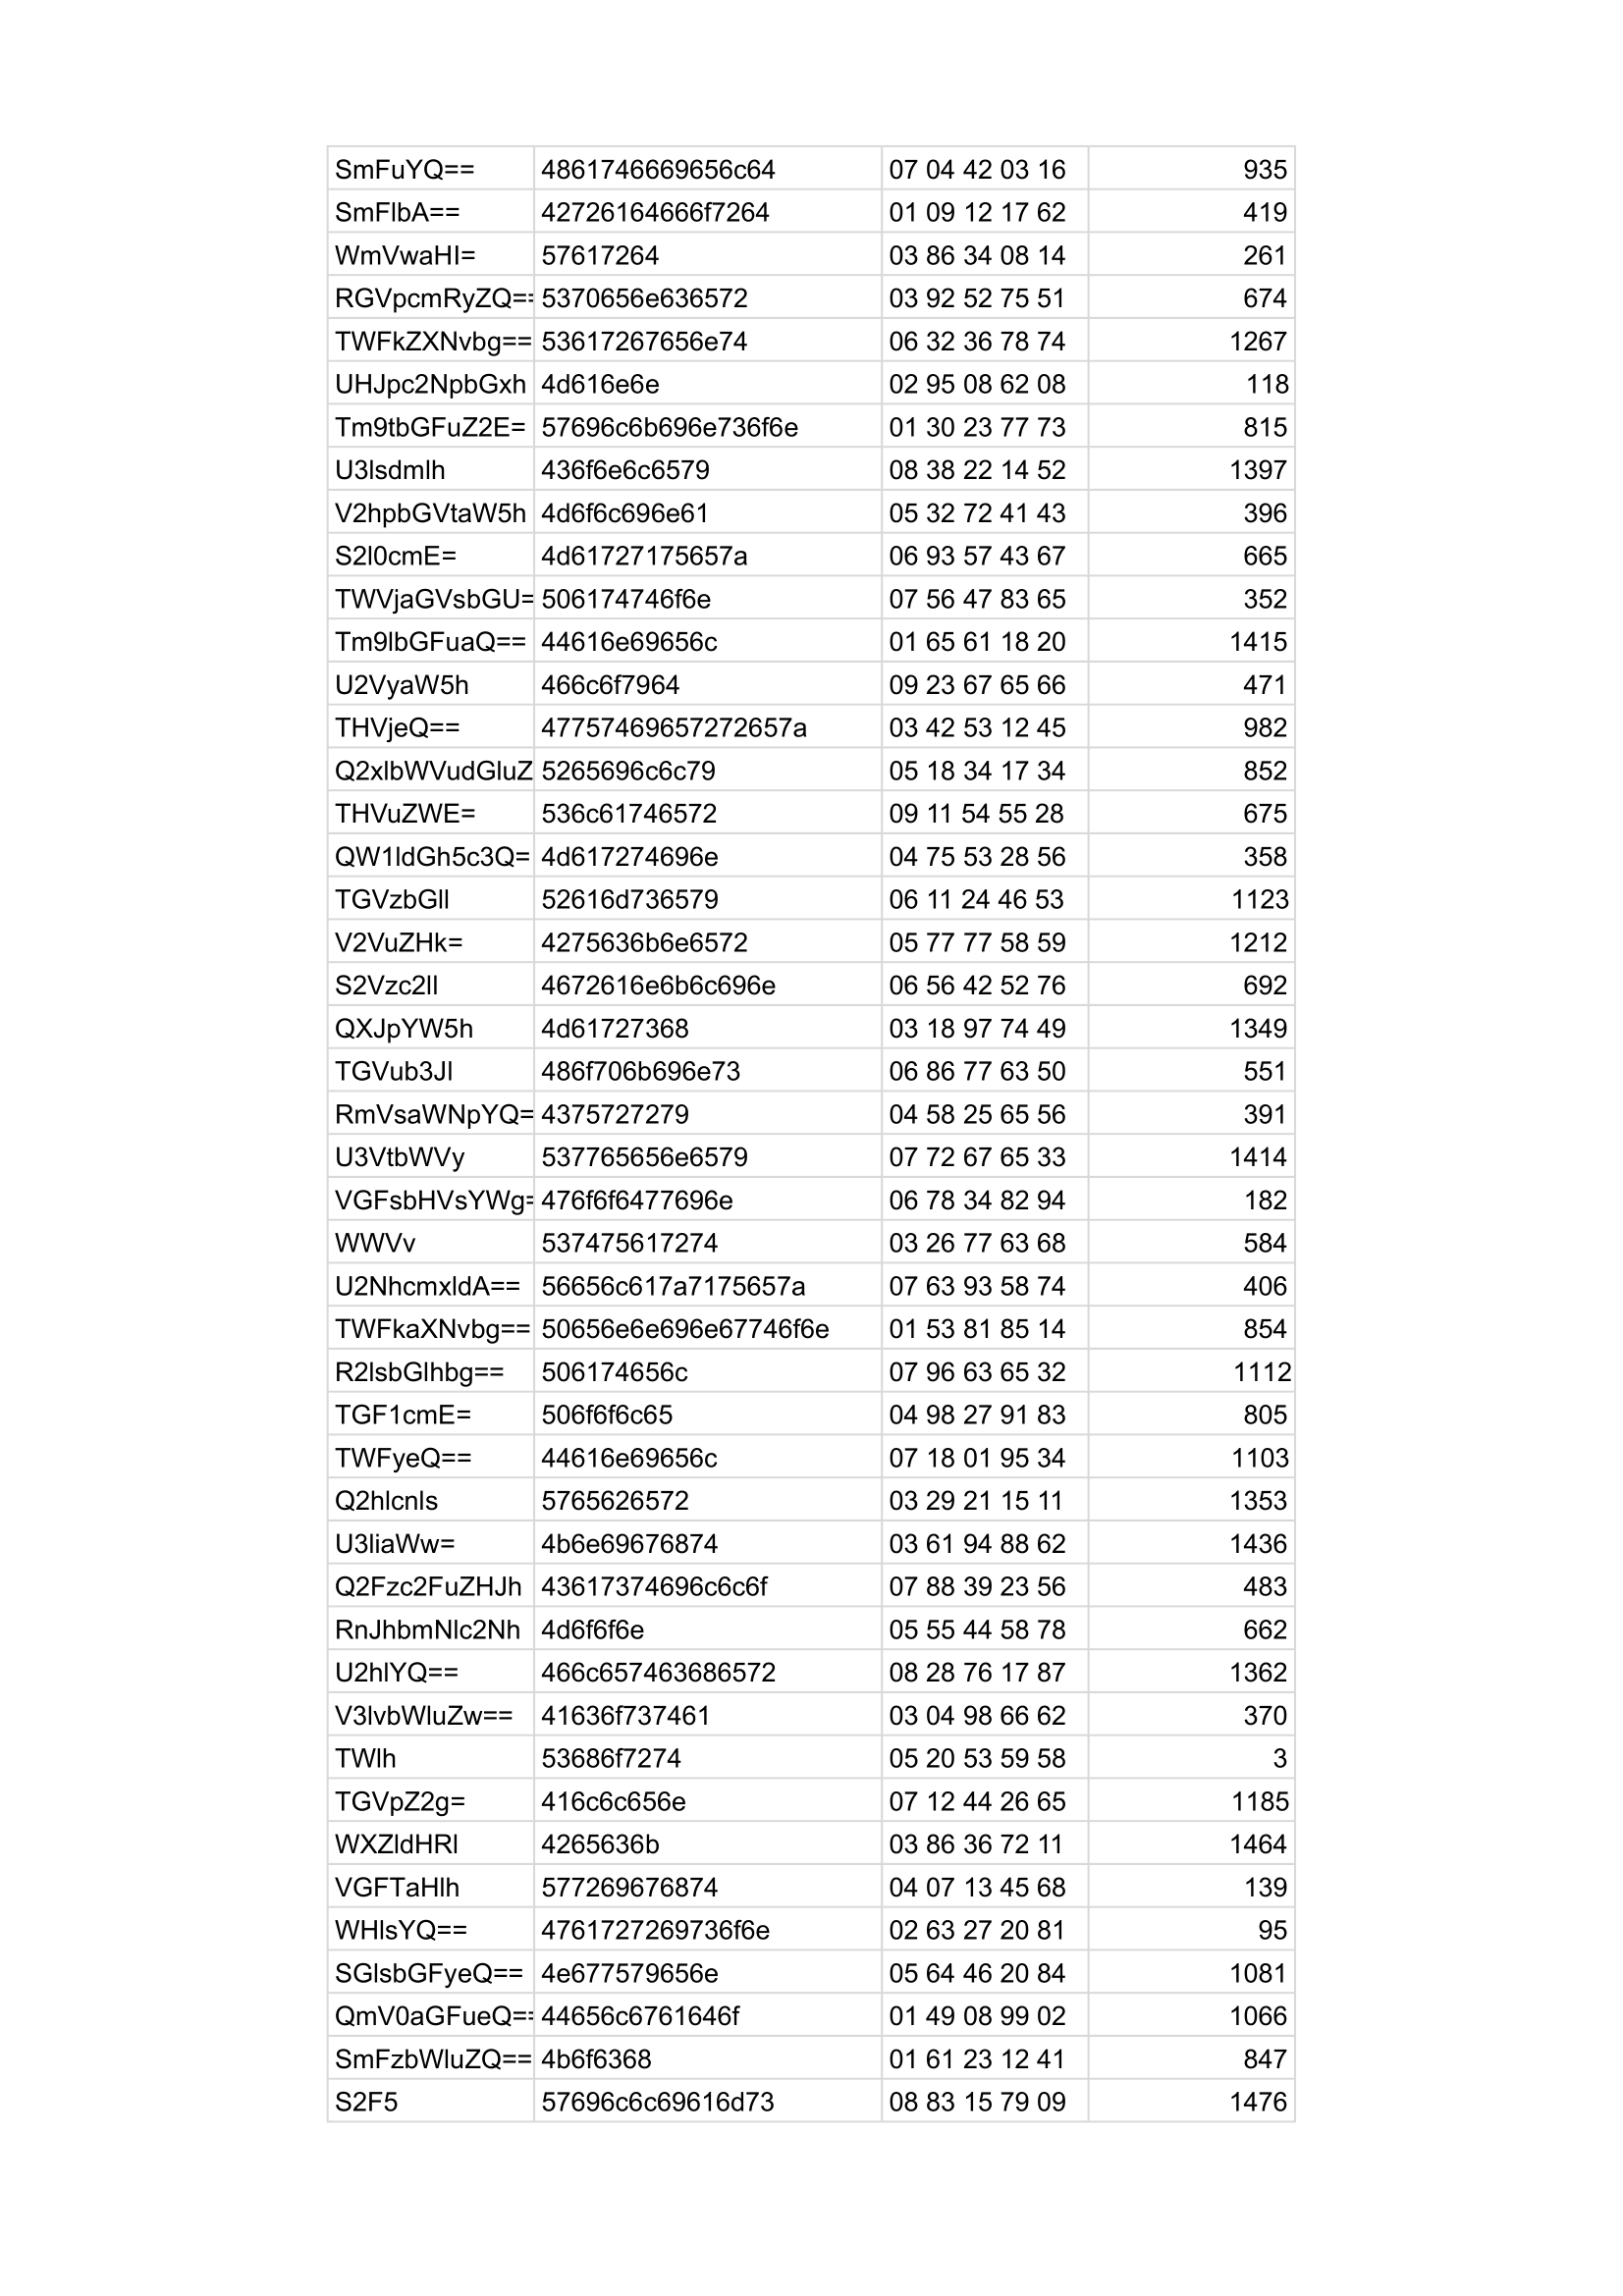 SmFuYQ== 4861746669656c64 07 04 42 03 16 935
SmFlbA== 42726164666f7264 01 09 12 17 62 419
WmVwaHI= 57617264 03 86 34 08 14 261
RGVpcmRyZQ== 5370656e636572 03 92 52 75 51 674
TWFkZXNvbg== 53617267656e74 06 32 36 78 74 1267
UHJpc2NpbGxh 4d616e6e 02 95 08 62 08 118
Tm9tbGFuZ2E= 57696c6b696e736f6e 01 30 23 77 73 815
U3lsdmlh 436f6e6c6579 08 38 22 14 52 1397
V2hpbGVtaW5h 4d6f6c696e61 05 32 72 41 43 396
S2l0cmE= 4d61727175657a 06 93 57 43 67 665
TWVjaGVsbGU= 506174746f6e 07 56 47 83 65 352
Tm9lbGFuaQ== 44616e69656c 01 65 61 18 20 1415
U2VyaW5h 466c6f7964 09 23 67 65 66 471
THVjeQ== 47757469657272657a 03 42 53 12 45 982
Q2xlbWVudGluZ 5265696c6c79 05 18 34 17 34 852
THVuZWE= 536c61746572 09 11 54 55 28 675
QW1ldGh5c3Q= 4d617274696e 04 75 53 28 56 358
TGVzbGll 52616d736579 06 11 24 46 53 1123
V2VuZHk= 4275636b6e6572 05 77 77 58 59 1212
S2Vzc2ll 4672616e6b6c696e 06 56 42 52 76 692
QXJpYW5h 4d61727368 03 18 97 74 49 1349
TGVub3Jl 486f706b696e73 06 86 77 63 50 551
RmVsaWNpYQ= 4375727279 04 58 25 65 56 391
U3VtbWVy 537765656e6579 07 72 67 65 33 1414
VGFsbHVsYWg= 476f6f6477696e 06 78 34 82 94 182
WWVv 537475617274 03 26 77 63 68 584
U2NhcmxldA== 56656c617a7175657a 07 63 93 58 74 406
TWFkaXNvbg== 50656e6e696e67746f6e 01 53 81 85 14 854
R2lsbGlhbg== 506174656c 07 96 63 65 32 1112
TGF1cmE= 506f6f6c65 04 98 27 91 83 805
TWFyeQ== 44616e69656c 07 18 01 95 34 1103
Q2hlcnls 5765626572 03 29 21 15 11 1353
U3liaWw= 4b6e69676874 03 61 94 88 62 1436
Q2Fzc2FuZHJh 43617374696c6c6f 07 88 39 23 56 483
RnJhbmNlc2Nh 4d6f6f6e 05 55 44 58 78 662
U2hlYQ== 466c657463686572 08 28 76 17 87 1362
V3lvbWluZw== 41636f737461 03 04 98 66 62 370
TWlh 53686f7274 05 20 53 59 58 3
TGVpZ2g= 416c6c656e 07 12 44 26 65 1185
WXZldHRl 4265636b 03 86 36 72 11 1464
VGFTaHlh 577269676874 04 07 13 45 68 139
WHlsYQ== 4761727269736f6e 02 63 27 20 81 95
SGlsbGFyeQ== 4e677579656e 05 64 46 20 84 1081
QmV0aGFueQ== 44656c6761646f 01 49 08 99 02 1066
SmFzbWluZQ== 4b6f6368 01 61 23 12 41 847
S2F5 57696c6c69616d73 08 83 15 79 09 1476